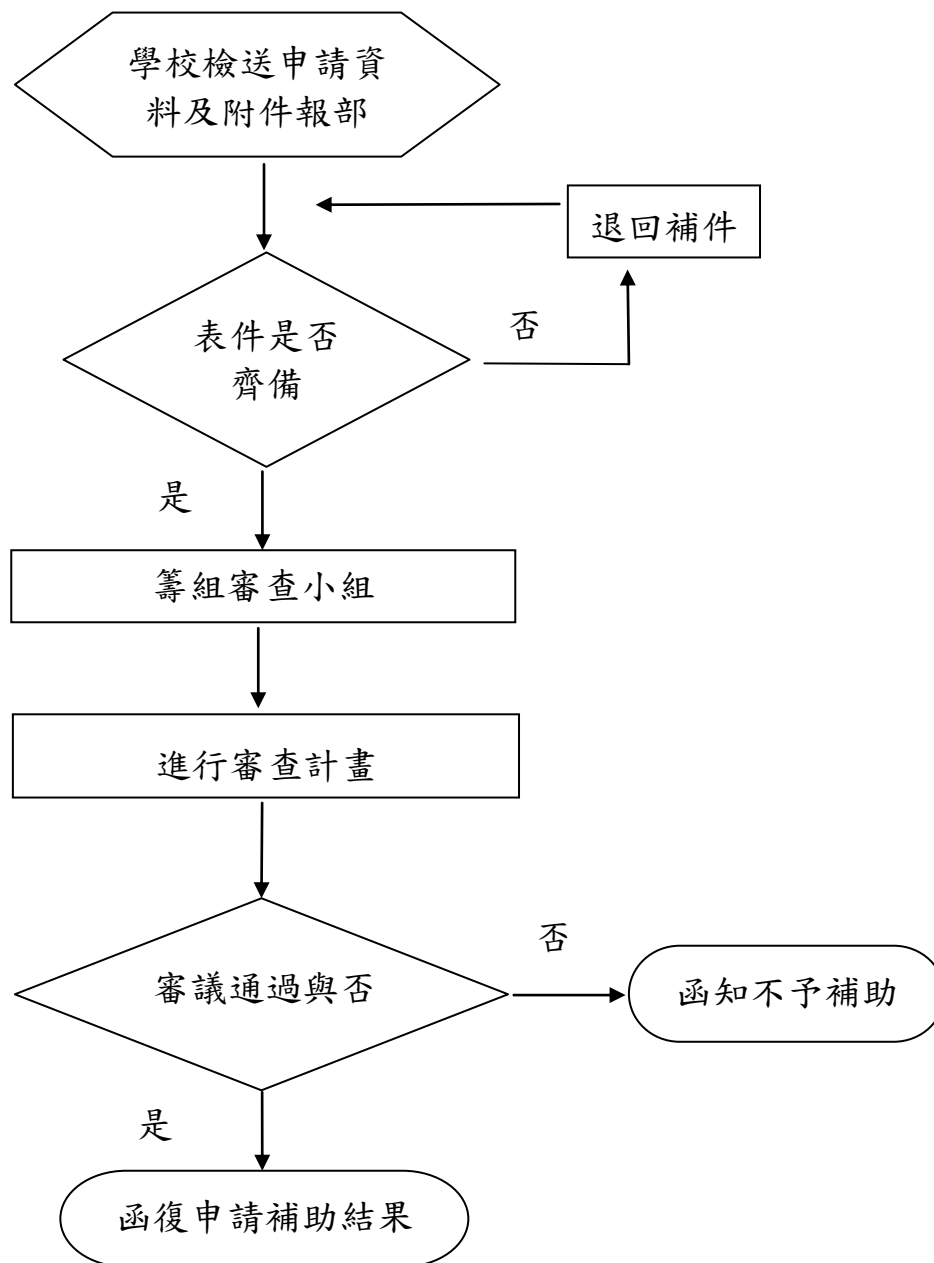 學校檢送申請資
料及附件報部
退回補件
表件是否
齊備
否
是
籌組審查小組
進行審查計畫
審議通過與否
否
函知不予補助
是
函復申請補助結果